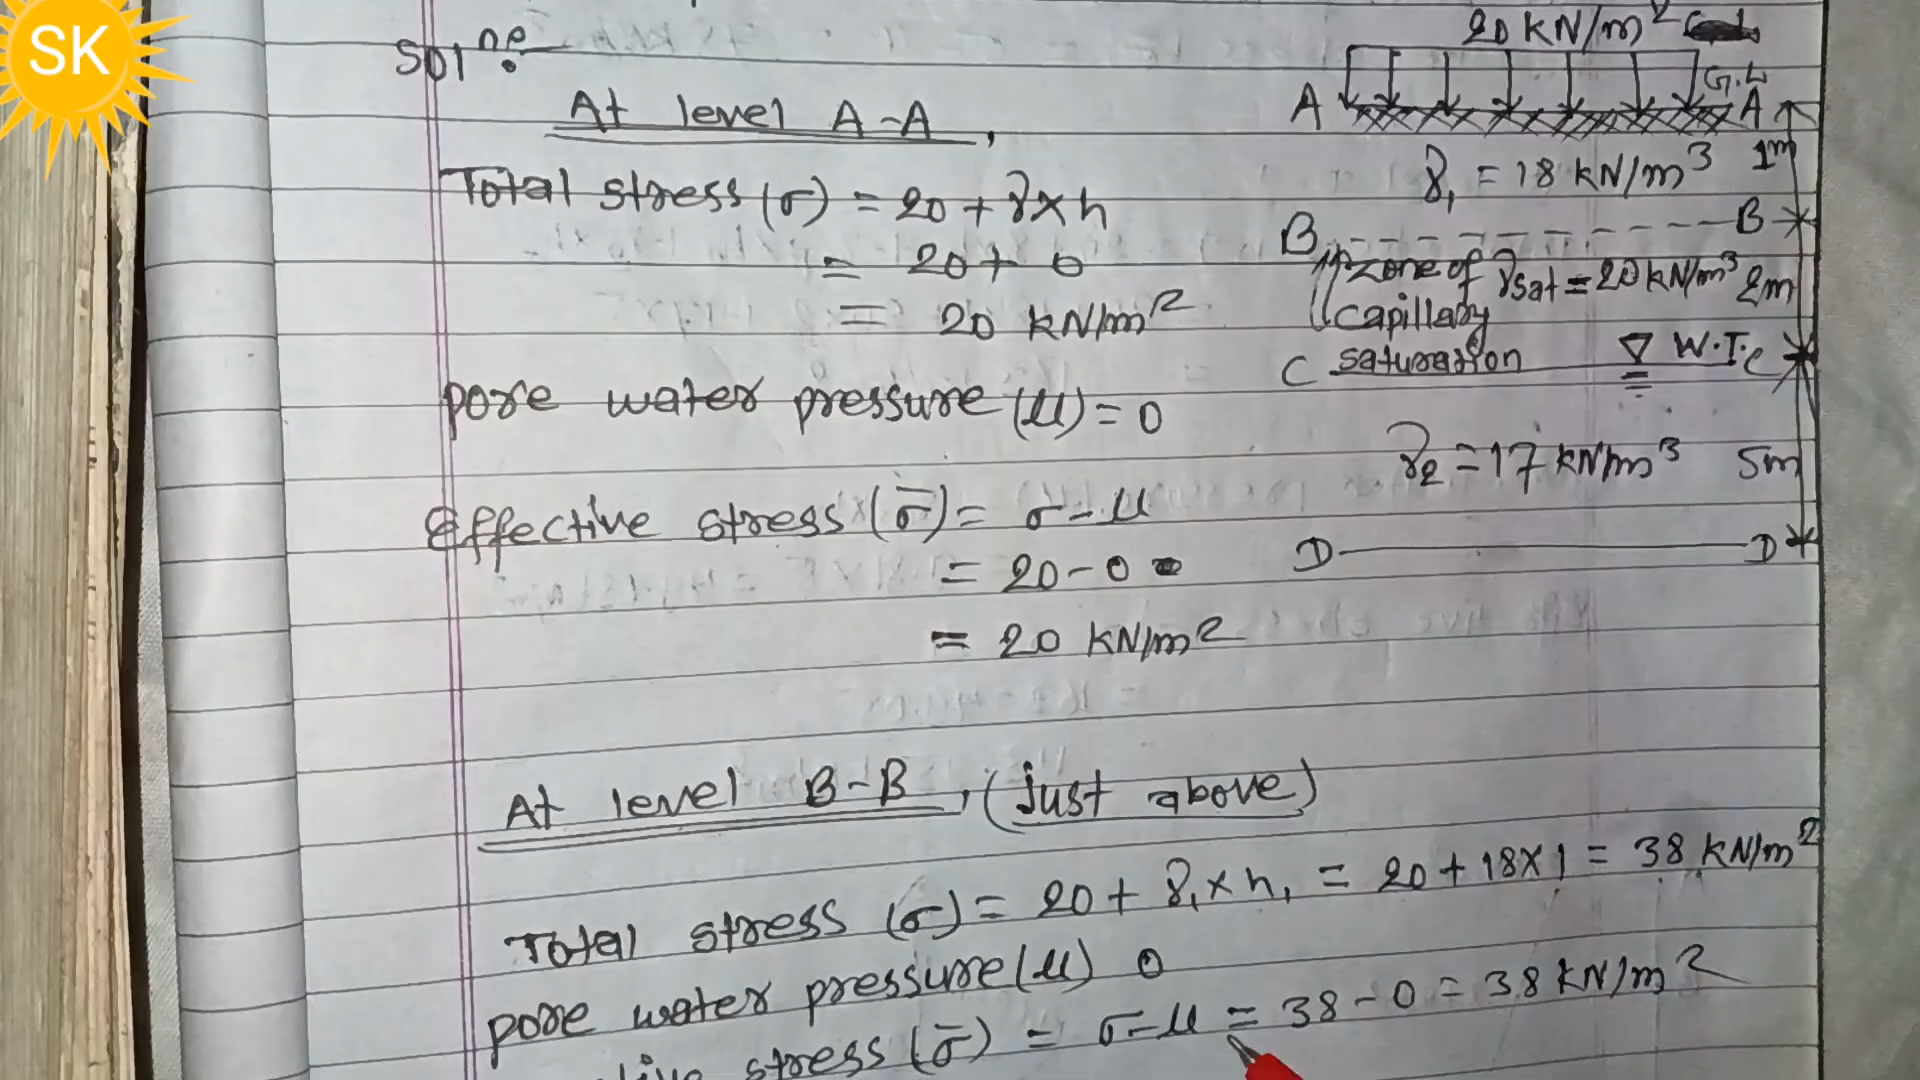 SK
Solnº:
At level A-A,
Total stress (σ) = 20 + γ × h
= 20 + 0
= 20 kN/m²
pore water pressure (μ) = 0
Effective stress (σ̄) = σ - μ
= 20 - 0
= 20 kN/m²
At level B-B, (just above)
Total stress (σ) = 20 + γ₁ × h₁ = 20 + 18×1 = 38 kN/m²
pore water pressure (μ) 0
stress (σ̄) = σ - μ = 38 - 0 = 38 kN/m²
20 kN/m²
G.L
A A
γ₁ = 18 kN/m³ 1m
B B
zone of γsat = 20 kN/m³ 2m
capillary
C saturation W.T. C
γ₂ = 17 kN/m³ 5m
D D